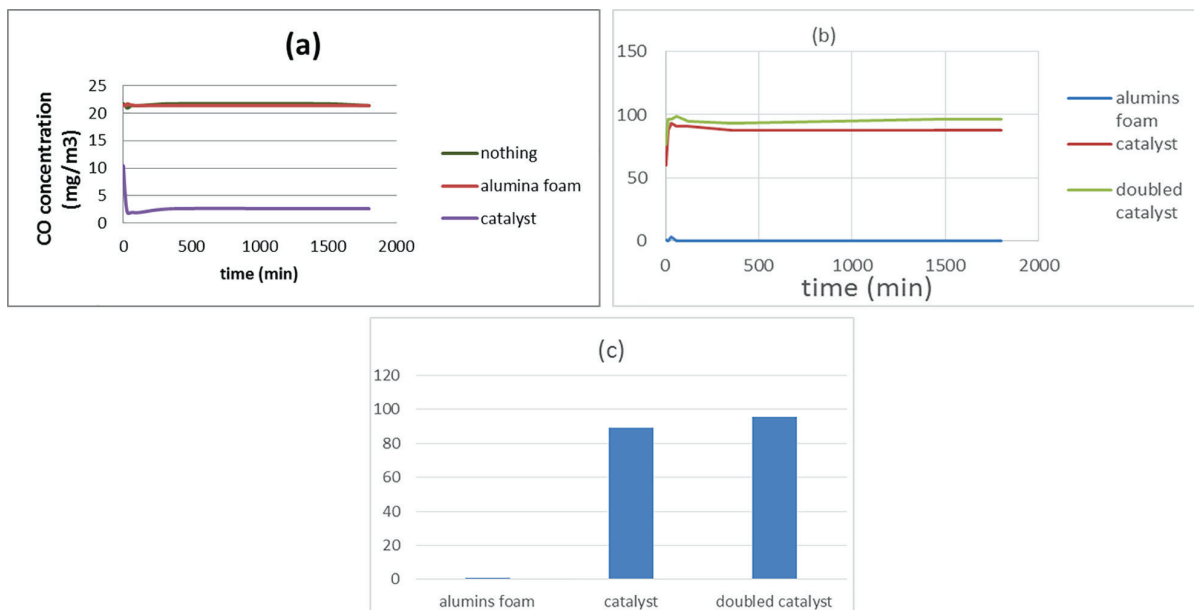 (a)
CO concentration
(mg/m3)
25
20
15
10
5
0
0 500 1000 1500 2000
time (min)
nothing
alumina foam
catalyst
(b)
150
100
50
0
0 500 1000 1500 2000
time (min)
alumins
foam
catalyst
doubled
catalyst
(c)
120
100
80
60
40
20
0
alumins foam catalyst doubled catalyst